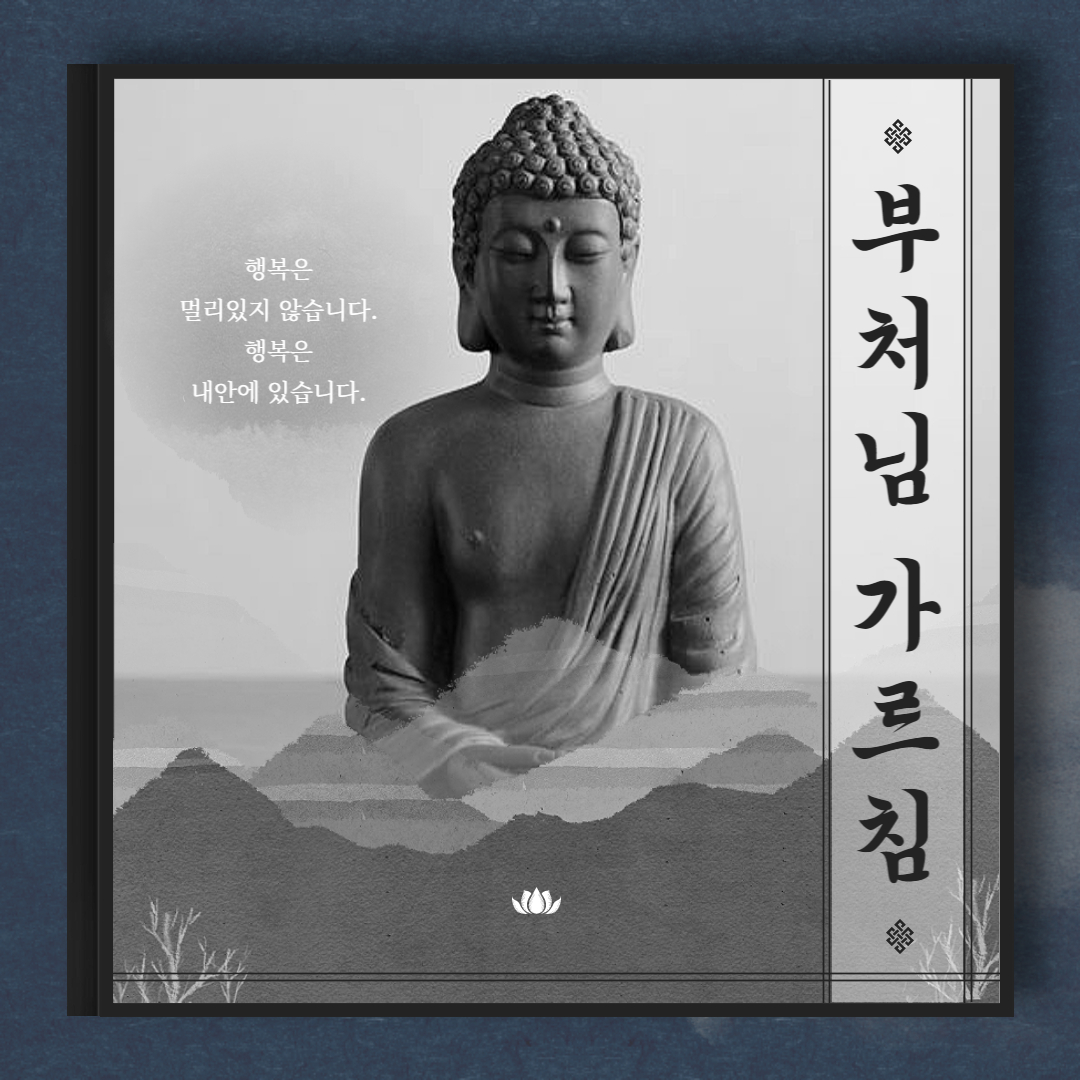 행복은
멀리있지 않습니다.
행복은
내안에 있습니다.
부처님 가르침